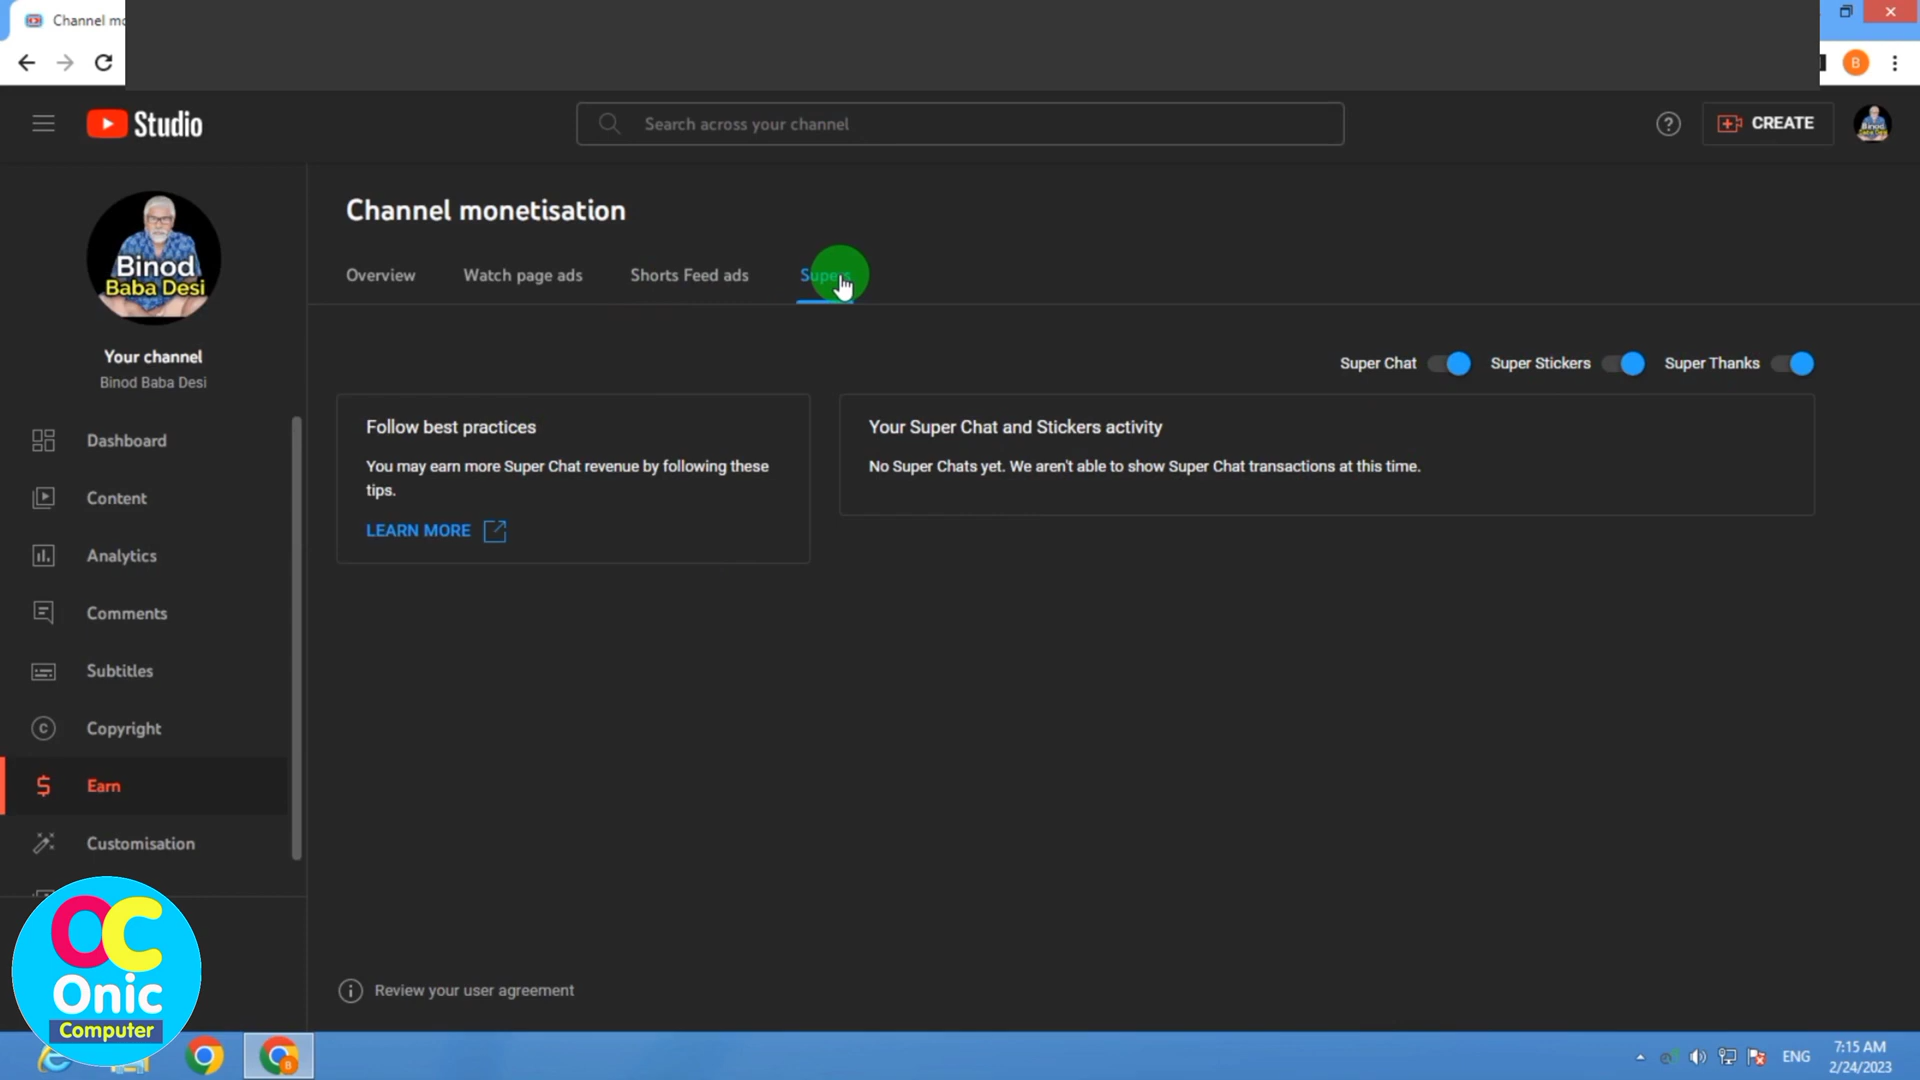 Channel mo
B
Studio
Search across your channel
CREATE
Binod
Baba Desi
Your channel
Binod Baba Desi
Dashboard
Content
Analytics
Comments
Subtitles
Copyright
Earn
Customisation
Channel monetisation
Overview
Watch page ads
Shorts Feed ads
Supers
Super Chat
Super Stickers
Super Thanks
Follow best practices
You may earn more Super Chat revenue by following these
tips.
LEARN MORE
Your Super Chat and Stickers activity
No Super Chats yet. We aren't able to show Super Chat transactions at this time.
Review your user agreement
OC
Onic
Computer
ENG
7:15 AM
2/24/2023